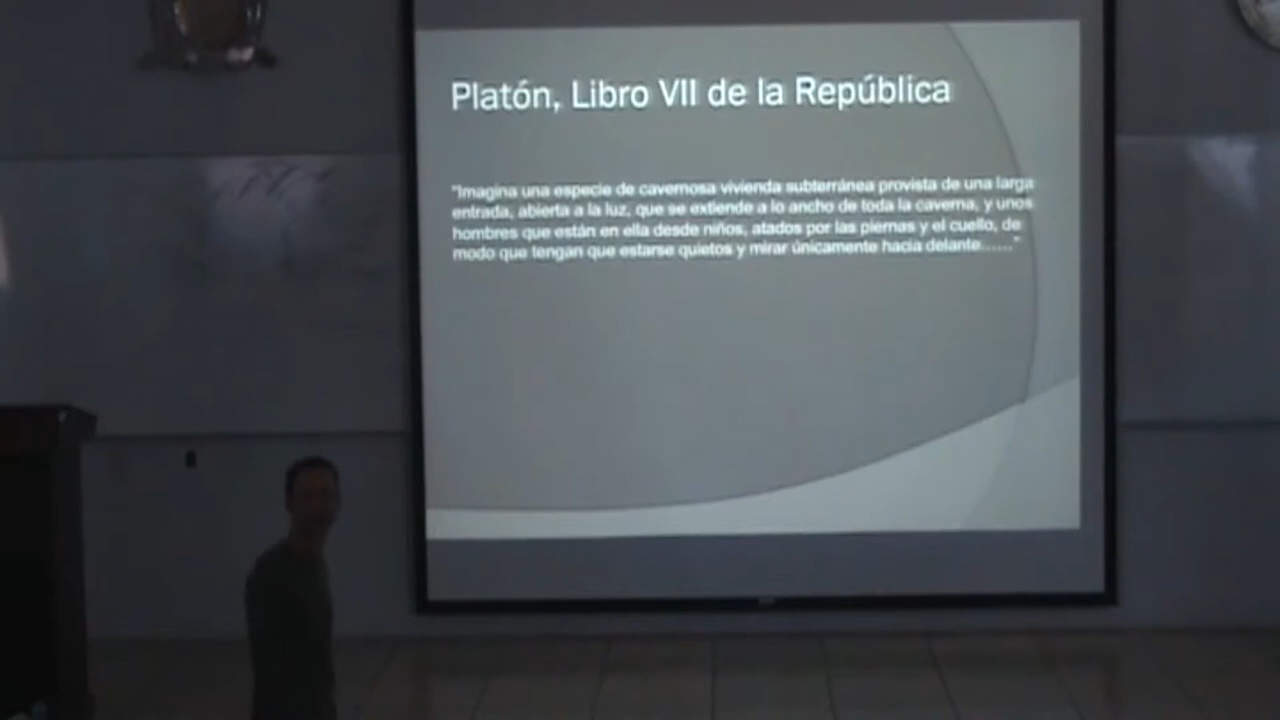 Platón, Libro VII de la República
"Imagina una especie de cavernosa vivienda subterránea provista de una larga
entrada, abierta a la luz, que se extiende a lo ancho de toda la caverna, y unos
hombres que están en ella desde niños, atados por las piernas y el cuello, de
modo que tengan que estarse quietos y mirar únicamente hacia delante......"